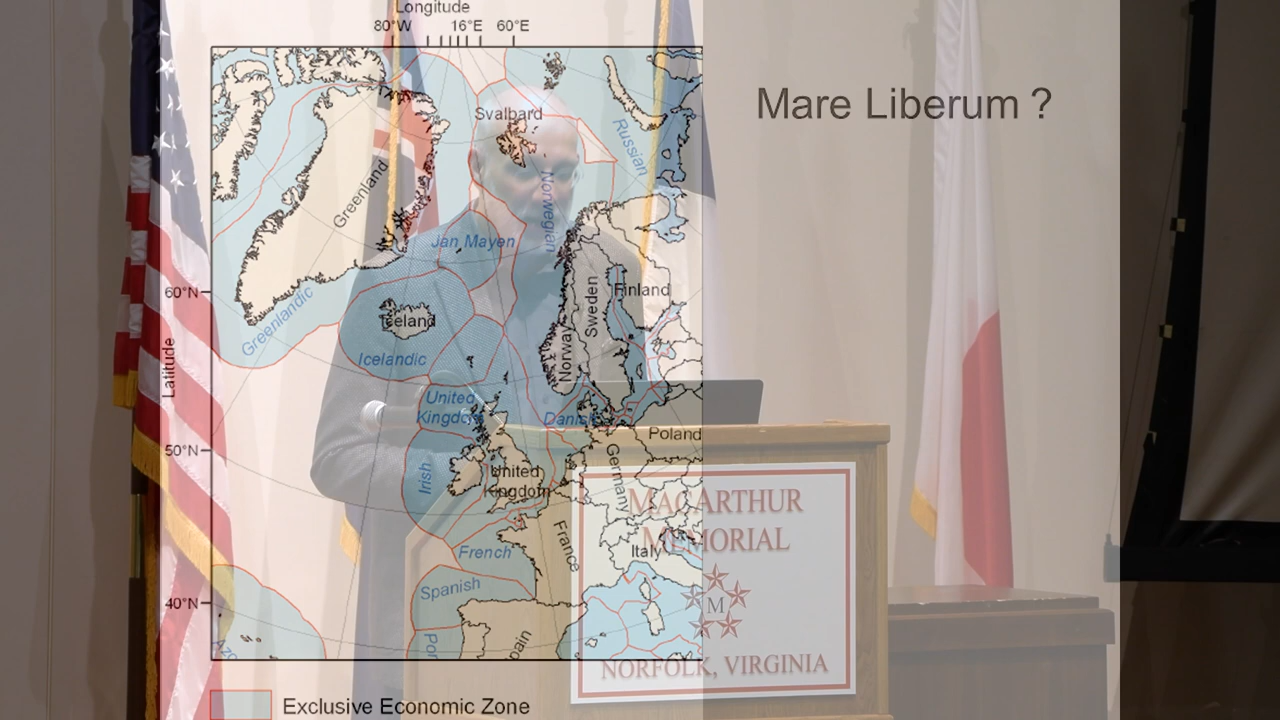 Longitude
80°W 16°E 60°E
Mare Liberum ?
Svalbard
Russian
Norwegian
Greenland
Jan Mayen
60°N
Finland
Sweden
Greenlandic
Iceland
Norway
Icelandic
Latitude
United
Kingdom
Danish
Poland
50°N
Irish
United
Kingdom
Germany
MACARTHUR
MEMORIAL
France
French
Italy
Spanish
40°N
M
NORFOLK, VIRGINIA
Exclusive Economic Zone